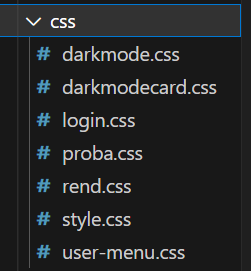 css
# darkmode.css
# darkmodecard.css
# login.css
# proba.css
# rend.css
# style.css
# user-menu.css